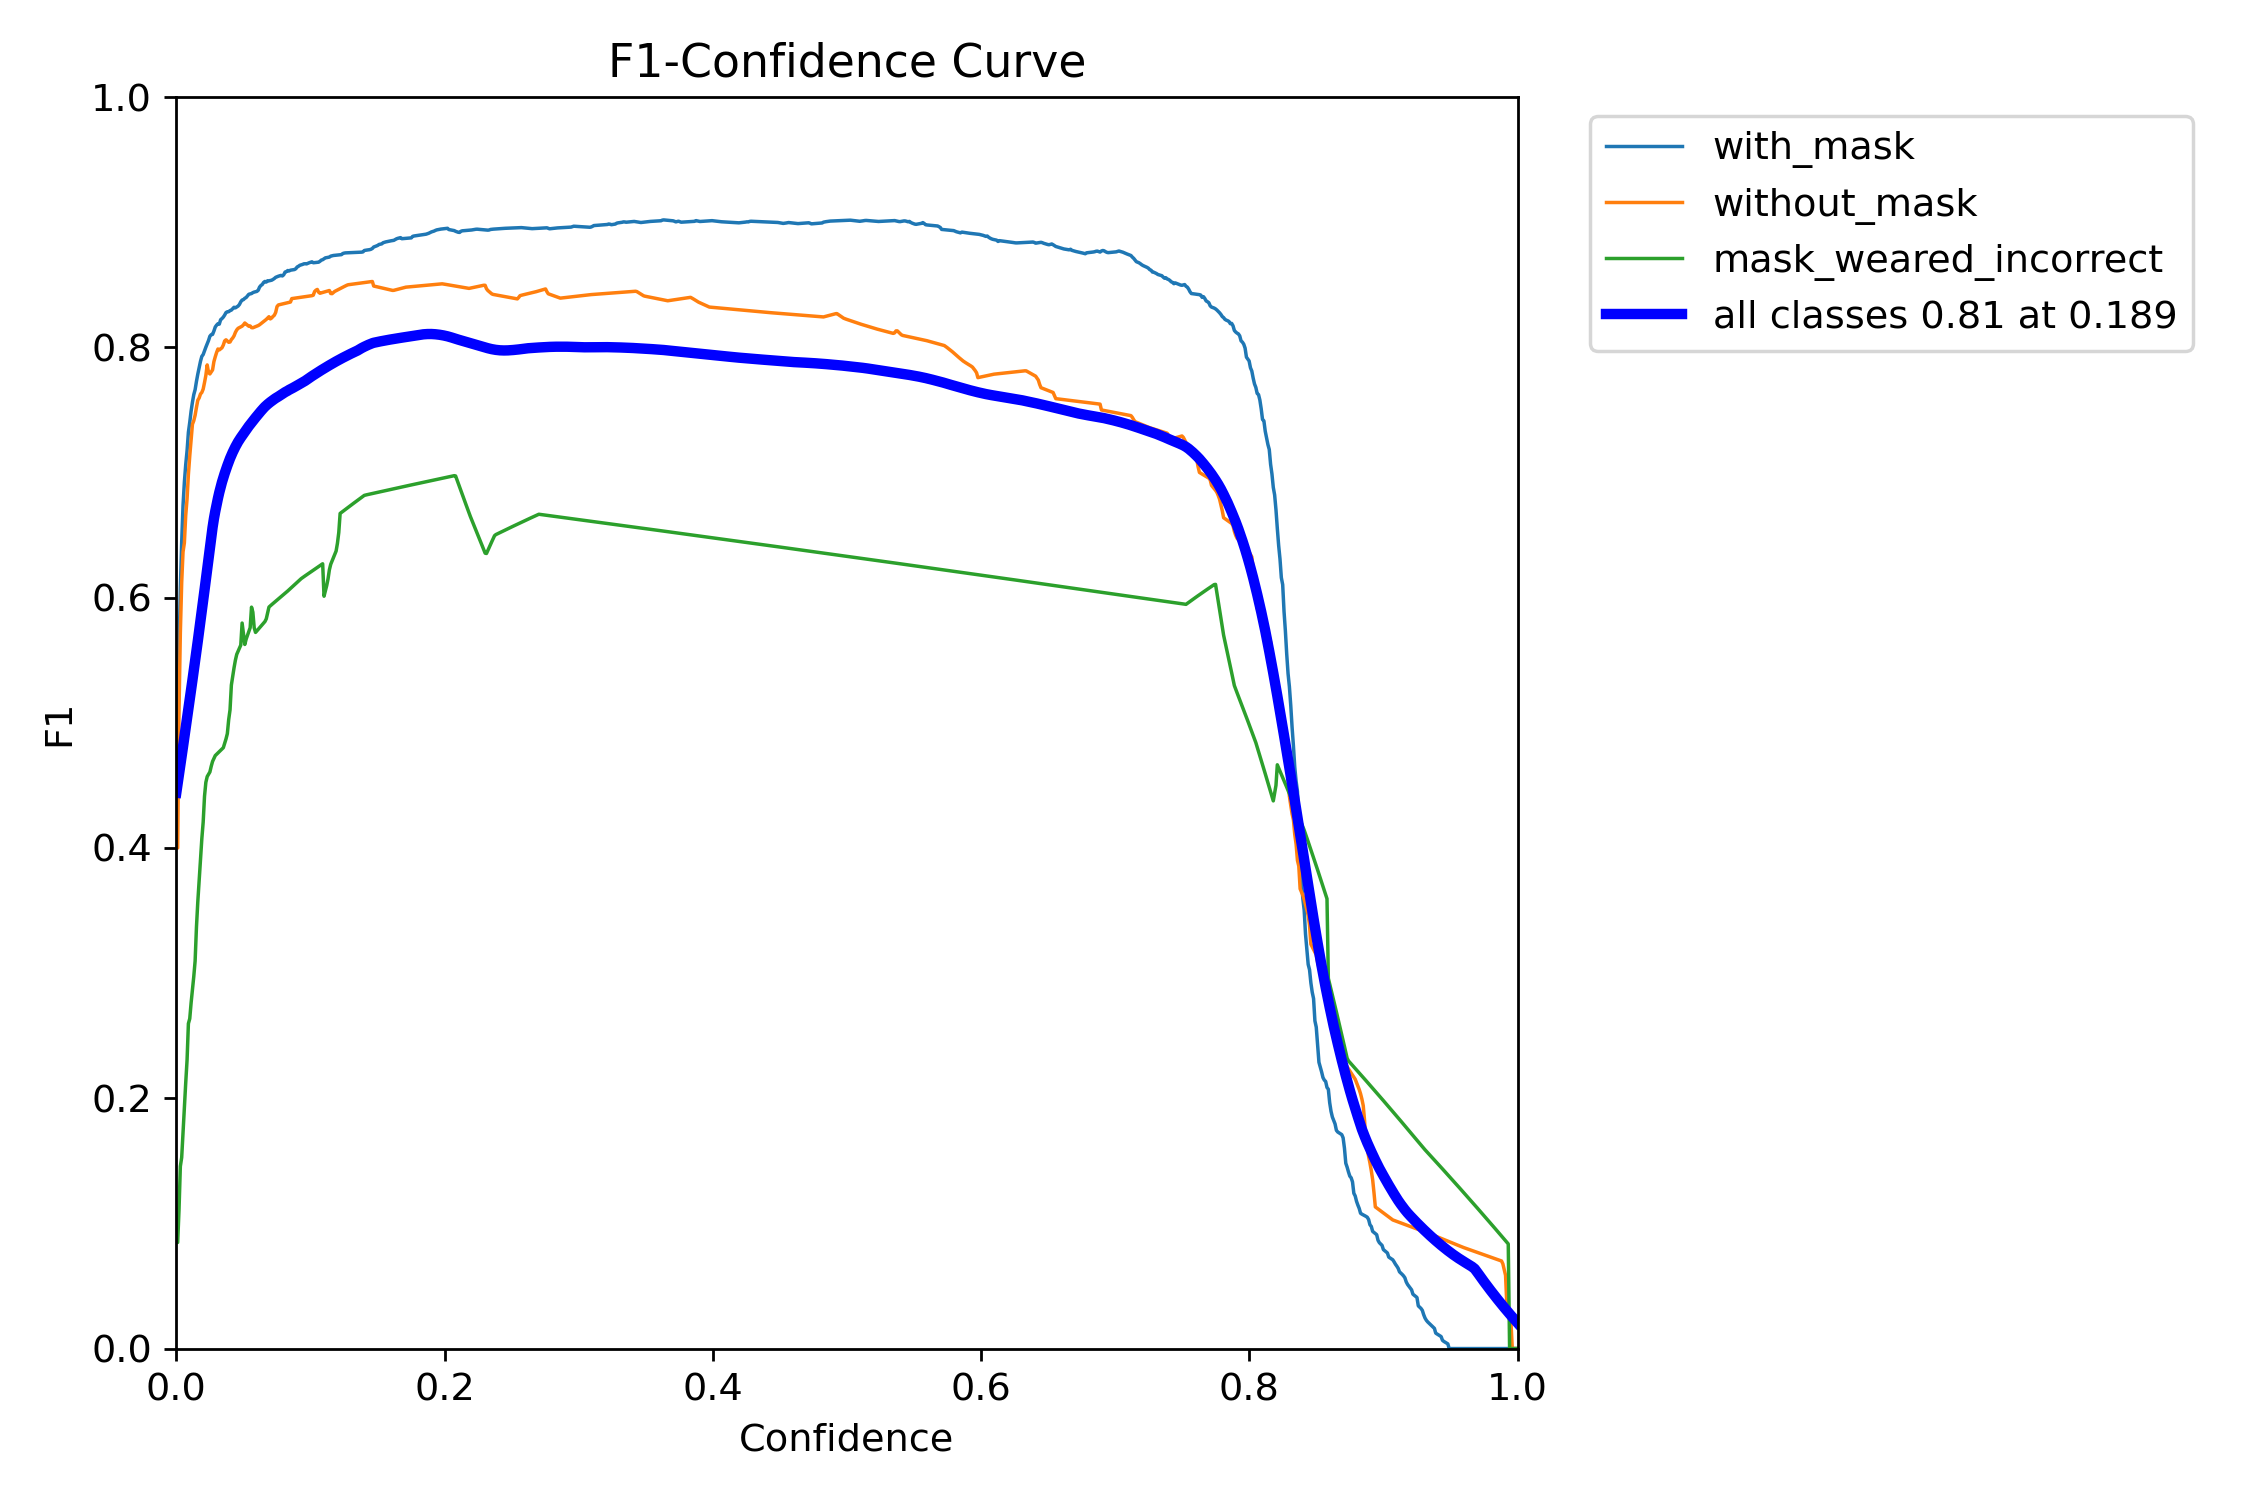 F1-Confidence Curve
1.0
0.8
0.6
0.4
0.2
0.0
F1
0.0 0.2 0.4 0.6 0.8 1.0
Confidence
with_mask
without_mask
mask_weared_incorrect
all classes 0.81 at 0.189